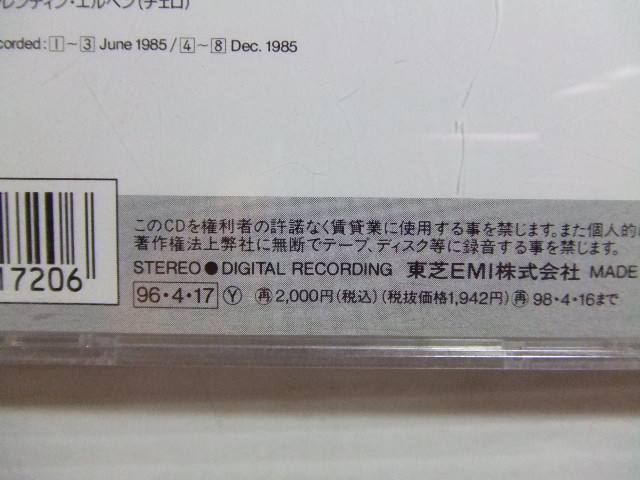 レンティン・エルベン(チェロ)
corded: 1~3 June 1985 / 4~8 Dec. 1985
このCDを権利者の許諾なく賃貸業に使用する事を禁じます。また個人的に
著作権法上弊社に無断でテープ、ディスク等に録音する事を禁じます。
STEREO●DIGITAL RECORDING 東芝EMI株式会社 MADE
17206
96・4・17 Ⓨ ㊢2,000円(税込)(税抜価格1,942円)㊢98・4・16まで